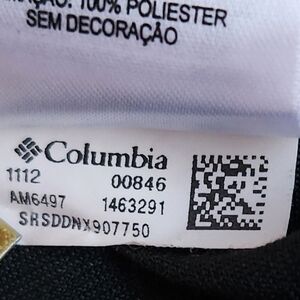 100% POLIESTER
SEM DECORAÇÃO
Columbia
1112 00846
AM6497 1463291
SRSDDNX907750